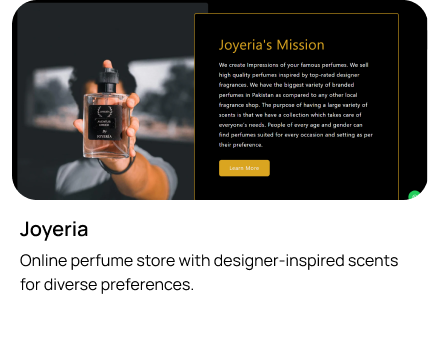 Joyeria's Mission
We create Impressions of your famous perfumes. We sell
high quality perfumes inspired by top-rated designer
fragrances. We have the biggest variety of branded
perfumes in Pakistan as compared to any other local
fragrance shop. The purpose of having a large variety of
scents is that we have a collection which takes care of
everyone's needs. People of every age and gender can
find perfumes suited for every occasion and setting as per
their preference.
Learn More
JOYERIA
Joyeria
Online perfume store with designer-inspired scents
for diverse preferences.